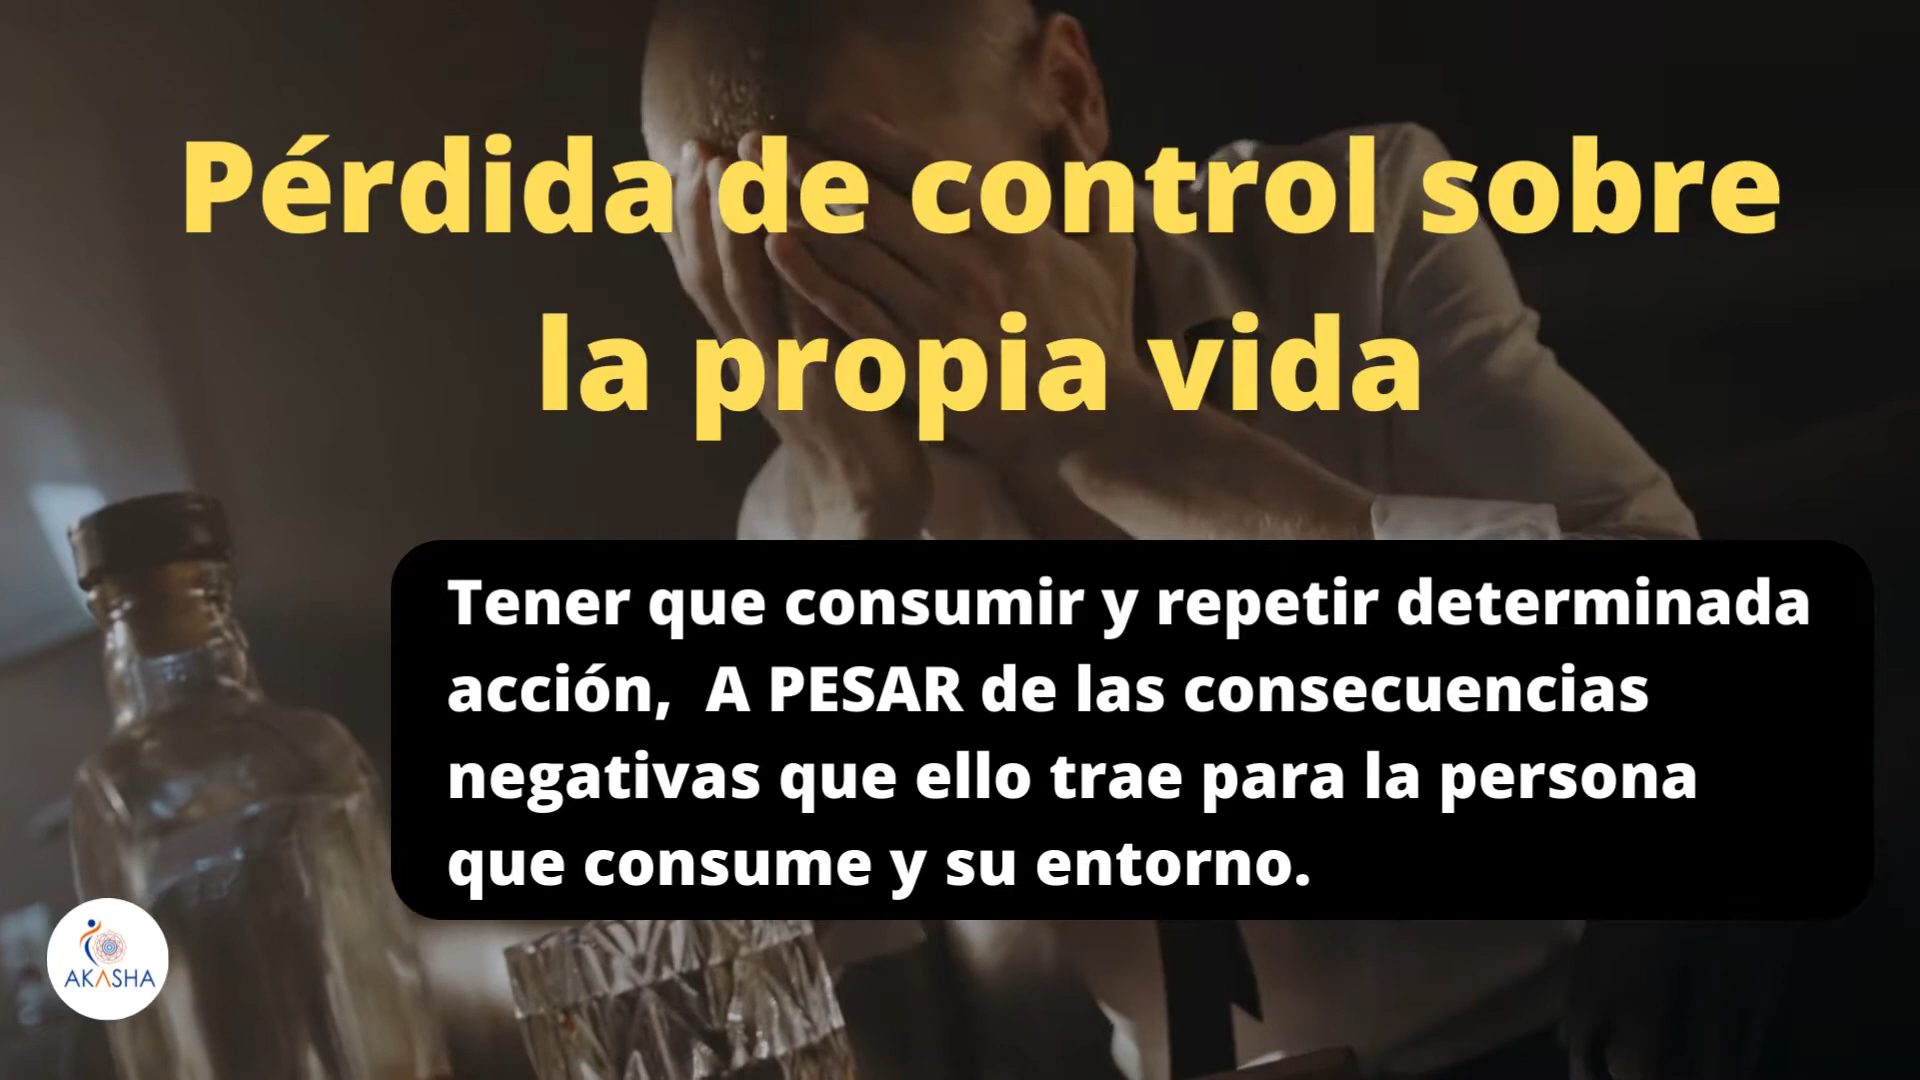 Pérdida de control sobre
la propia vida
Tener que consumir y repetir determinada
acción, A PESAR de las consecuencias
negativas que ello trae para la persona
que consume y su entorno.
AKASHA